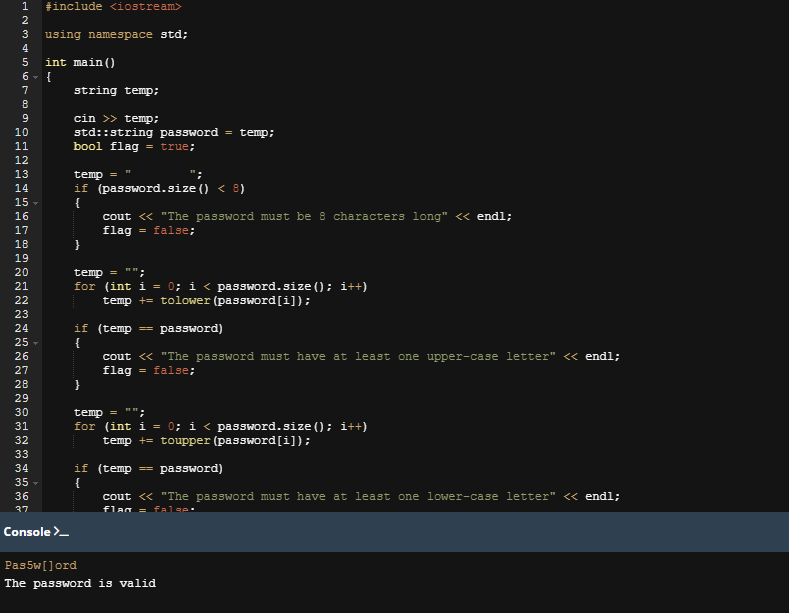 1 #include <iostream>
2
3 using namespace std;
4
5 int main()
6 {
7 string temp;
8
9 cin >> temp;
10 std::string password = temp;
11 bool flag = true;
12
13 temp = "        ";
14 if (password.size() < 8)
15 {
16 cout << "The password must be 8 characters long" << endl;
17 flag = false;
18 }
19
20 temp = "";
21 for (int i = 0; i < password.size(); i++)
22 temp += tolower(password[i]);
23
24 if (temp == password)
25 {
26 cout << "The password must have at least one upper-case letter" << endl;
27 flag = false;
28 }
29
30 temp = "";
31 for (int i = 0; i < password.size(); i++)
32 temp += toupper(password[i]);
33
34 if (temp == password)
35 {
36 cout << "The password must have at least one lower-case letter" << endl;
37 flag = false;
Console >_
Pas5w[]ord
The password is valid